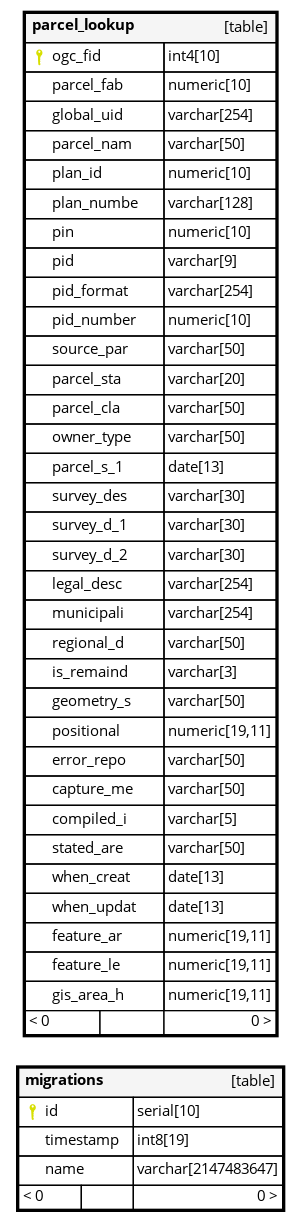 parcel_lookup [table]
ogc_fid int4[10]
parcel_fab numeric[10]
global_uid varchar[254]
parcel_nam varchar[50]
plan_id numeric[10]
plan_numbe varchar[128]
pin numeric[10]
pid varchar[9]
pid_format varchar[254]
pid_number numeric[10]
source_par varchar[50]
parcel_sta varchar[20]
parcel_cla varchar[50]
owner_type varchar[50]
parcel_s_1 date[13]
survey_des varchar[30]
survey_d_1 varchar[30]
survey_d_2 varchar[30]
legal_desc varchar[254]
municipali varchar[254]
regional_d varchar[50]
is_remaind varchar[3]
geometry_s varchar[50]
positional numeric[19,11]
error_repo varchar[50]
capture_me varchar[50]
compiled_i varchar[5]
stated_are varchar[50]
when_creat date[13]
when_updat date[13]
feature_ar numeric[19,11]
feature_le numeric[19,11]
gis_area_h numeric[19,11]
< 0 0 >
migrations [table]
id serial[10]
timestamp int8[19]
name varchar[2147483647]
< 0 0 >